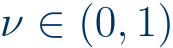 ν ∈ (0, 1)